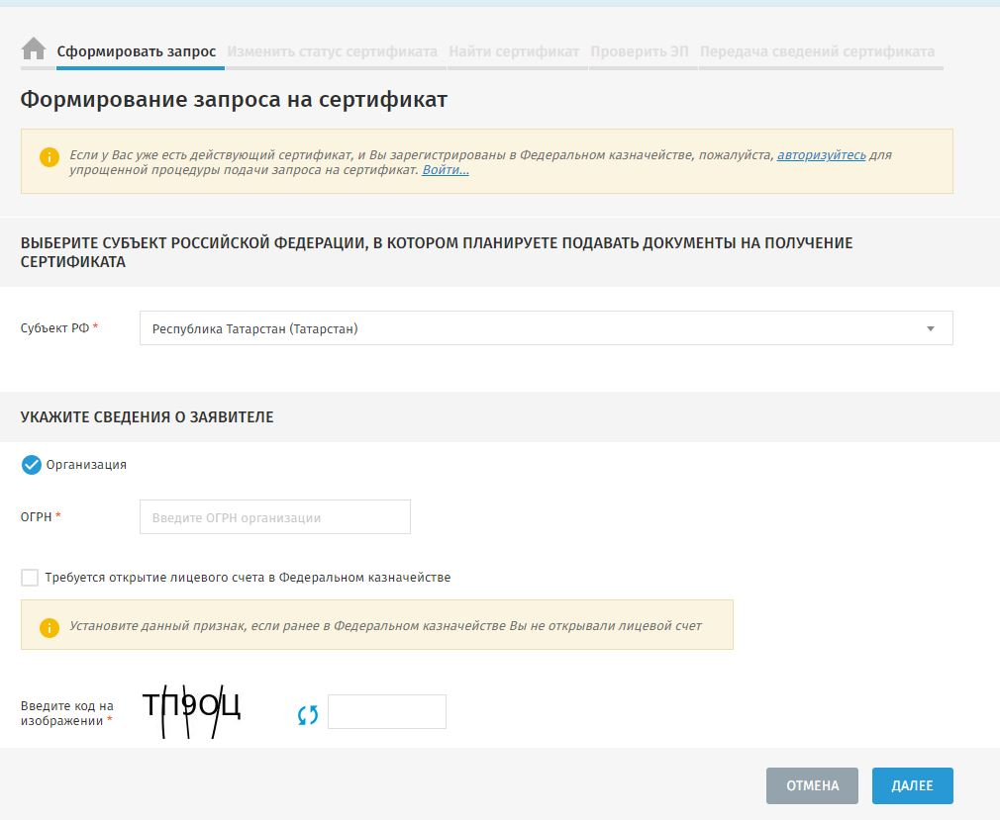 Сформировать запрос Изменить статус сертификата Найти сертификат Проверить ЭП Передача сведений сертификата
Формирование запроса на сертификат
Если у Вас уже есть действующий сертификат, и Вы зарегистрированы в Федеральном казначействе, пожалуйста, авторизуйтесь для
упрощенной процедуры подачи запроса на сертификат. Войти...
ВЫБЕРИТЕ СУБЪЕКТ РОССИЙСКОЙ ФЕДЕРАЦИИ, В КОТОРОМ ПЛАНИРУЕТЕ ПОДАВАТЬ ДОКУМЕНТЫ НА ПОЛУЧЕНИЕ
СЕРТИФИКАТА
Субъект РФ * Республика Татарстан (Татарстан)
УКАЖИТЕ СВЕДЕНИЯ О ЗАЯВИТЕЛЕ
Организация
ОГРН * Введите ОГРН организации
Требуется открытие лицевого счета в Федеральном казначействе
Установите данный признак, если ранее в Федеральном казначействе Вы не открывали лицевой счет
Введите код на
изображении *
ТП9ОЦ
ОТМЕНА ДАЛЕЕ